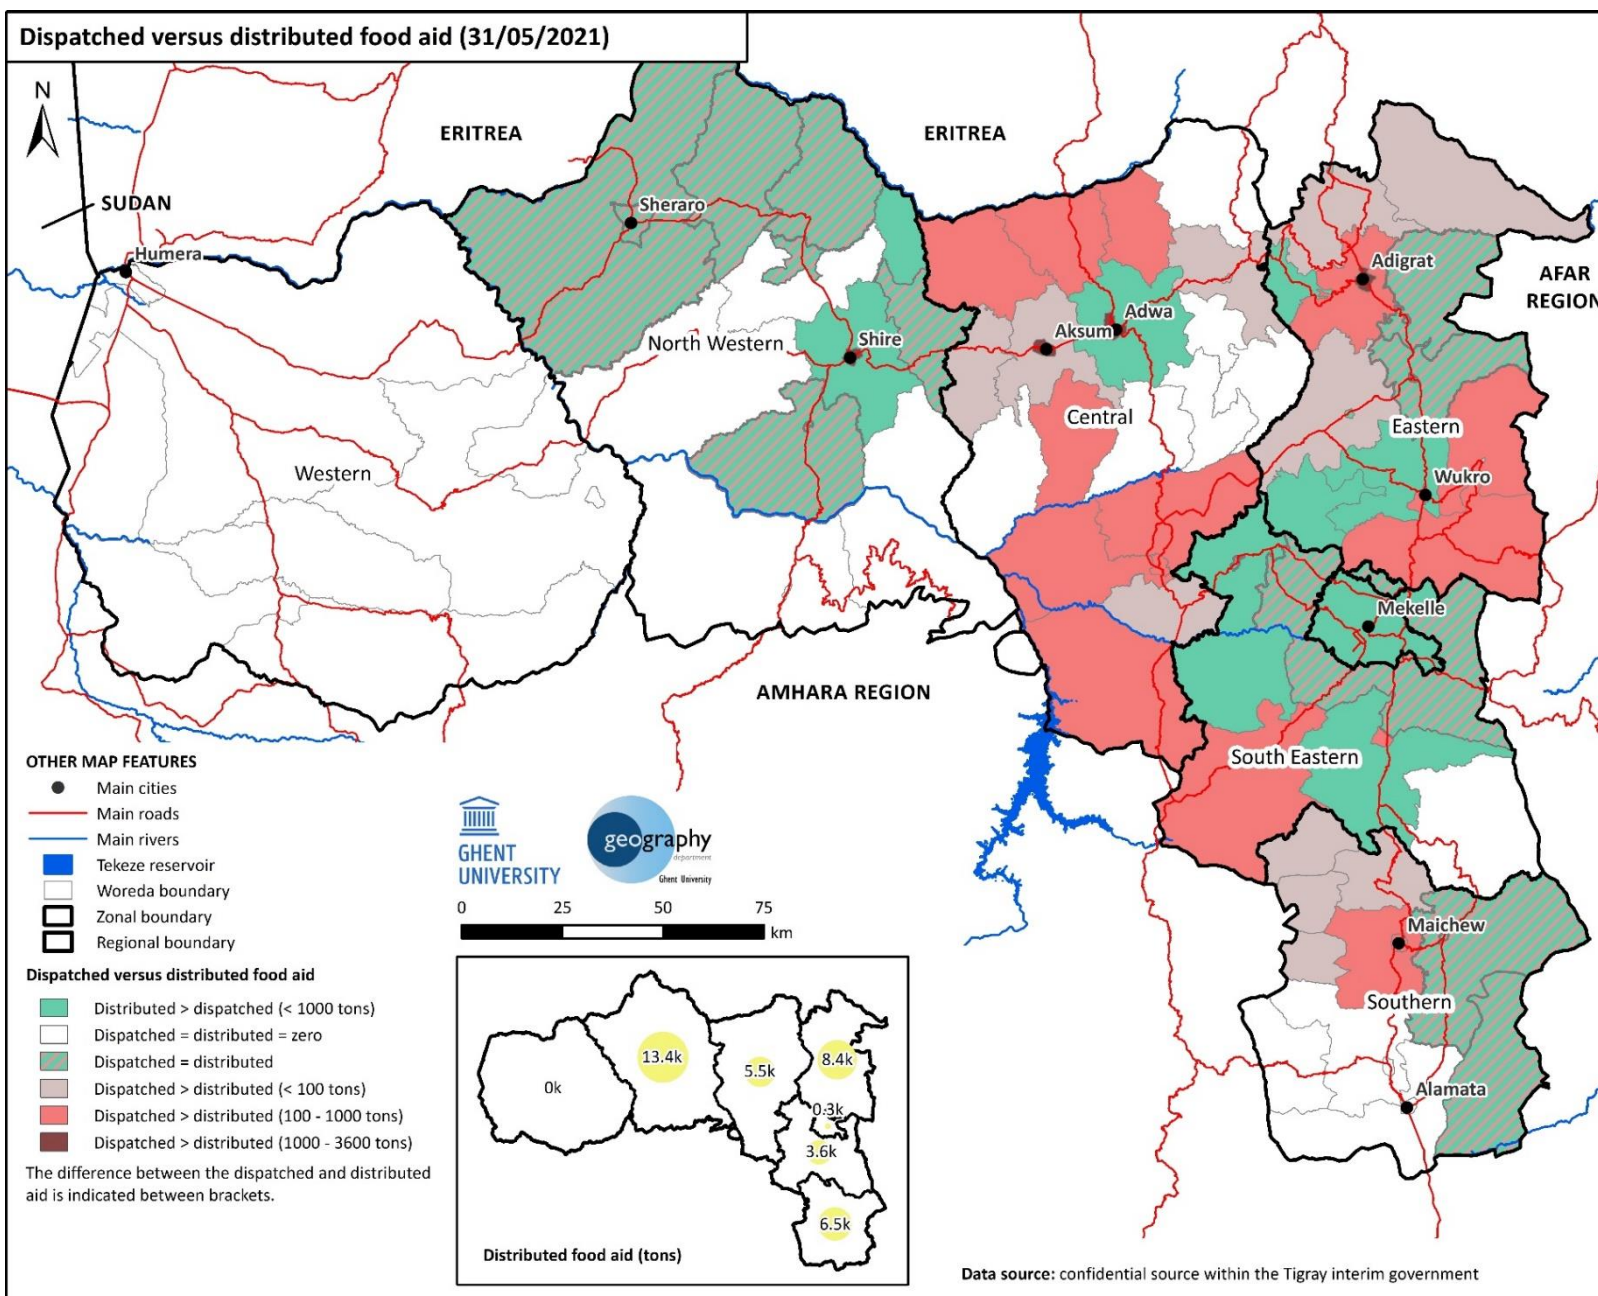 Dispatched versus distributed food aid (31/05/2021)
N
ERITREA
ERITREA
SUDAN
Sheraro
Humera
Adigrat
AFAR
REGION
Adwa
Aksum
North Western
Shire
Central
Eastern
Western
Wukro
Mekelle
AMHARA REGION
South Eastern
Maichew
Southern
Alamata
OTHER MAP FEATURES
Main cities
Main roads
Main rivers
Tekeze reservoir
Woreda boundary
Zonal boundary
Regional boundary
Dispatched versus distributed food aid
Distributed > dispatched (< 1000 tons)
Dispatched = distributed = zero
Dispatched = distributed
Dispatched > distributed (< 100 tons)
Dispatched > distributed (100 - 1000 tons)
Dispatched > distributed (1000 - 3600 tons)
The difference between the dispatched and distributed
aid is indicated between brackets.
GHENT
UNIVERSITY
geography
department
Ghent University
0 25 50 75
km
13.4k
8.4k
5.5k
0k
0.3k
3.6k
6.5k
Distributed food aid (tons)
Data source: confidential source within the Tigray interim government